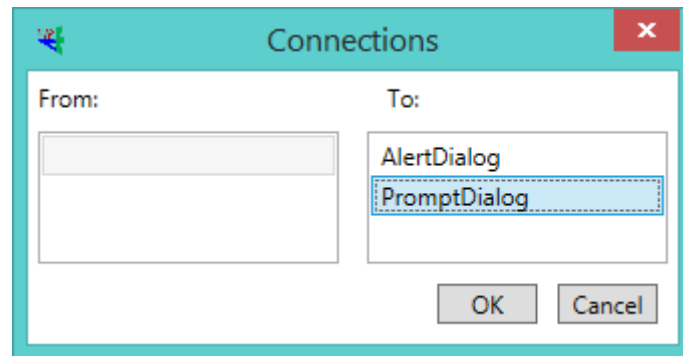 Connections
From:
To:
AlertDialog
PromptDialog
OK
Cancel